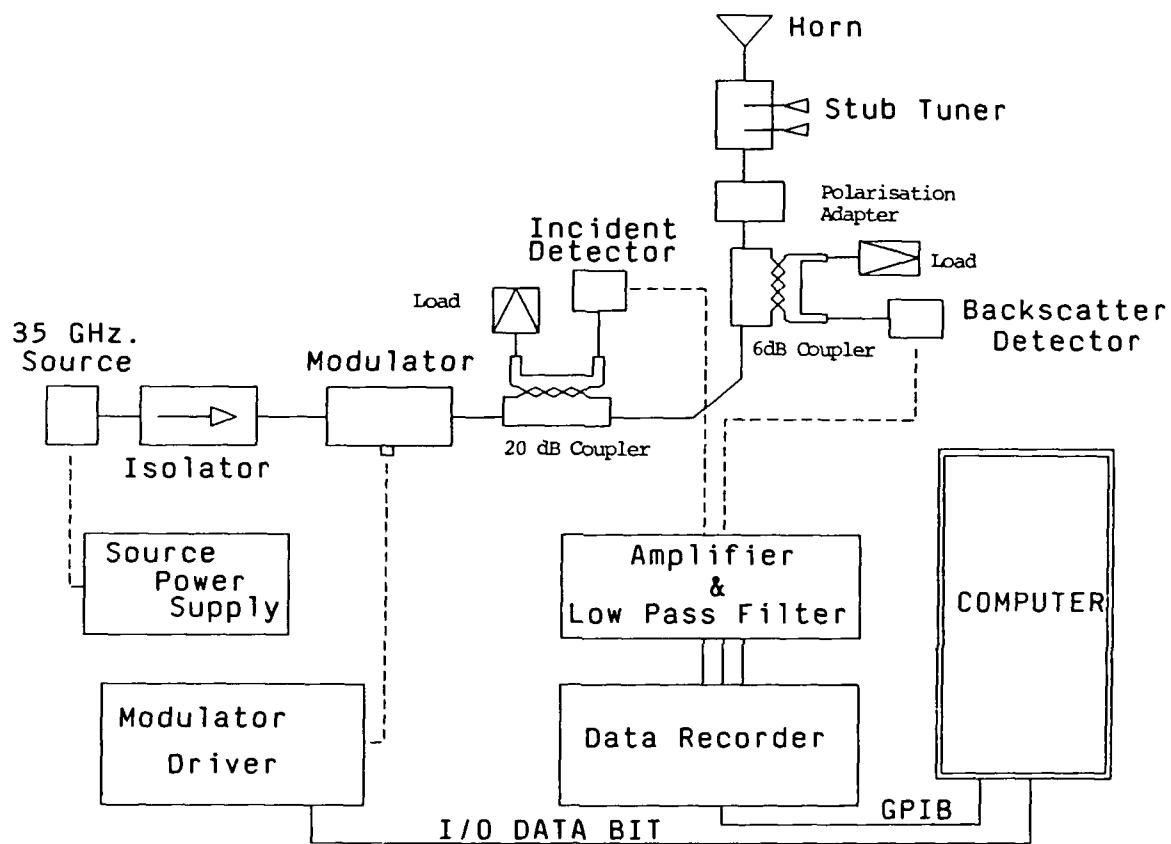 Horn
Stub Tuner
Polarisation
Adapter
Incident
Detector
Load
Load
Backscatter
Detector
35 GHz.
Source
Modulator
6dB Coupler
20 dB Coupler
Isolator
Source
Power
Supply
Amplifier
&
Low Pass Filter
COMPUTER
Modulator
Driver
Data Recorder
GPIB
I/O DATA BIT